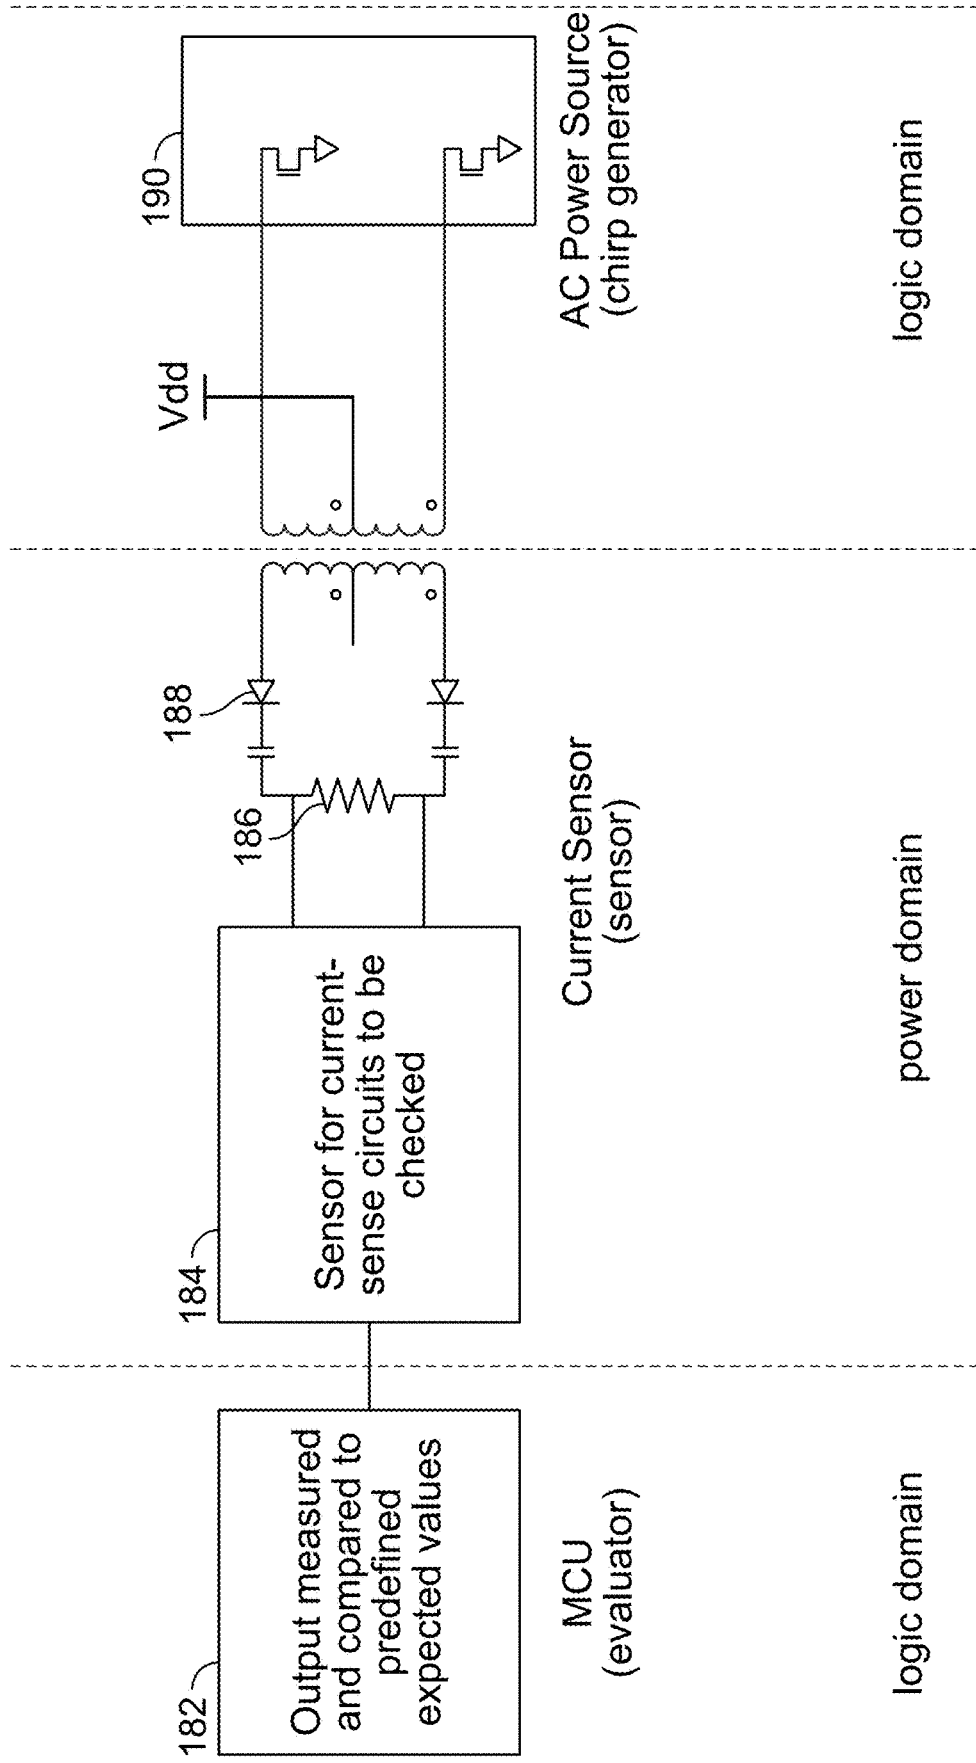 182
Output measured
and compared to
predefined
expected values
MCU
(evaluator)
logic domain
184
Sensor for current-
sense circuits to be
checked
186
188
Current Sensor
(sensor)
power domain
Vdd
190
AC Power Source
(chirp generator)
logic domain